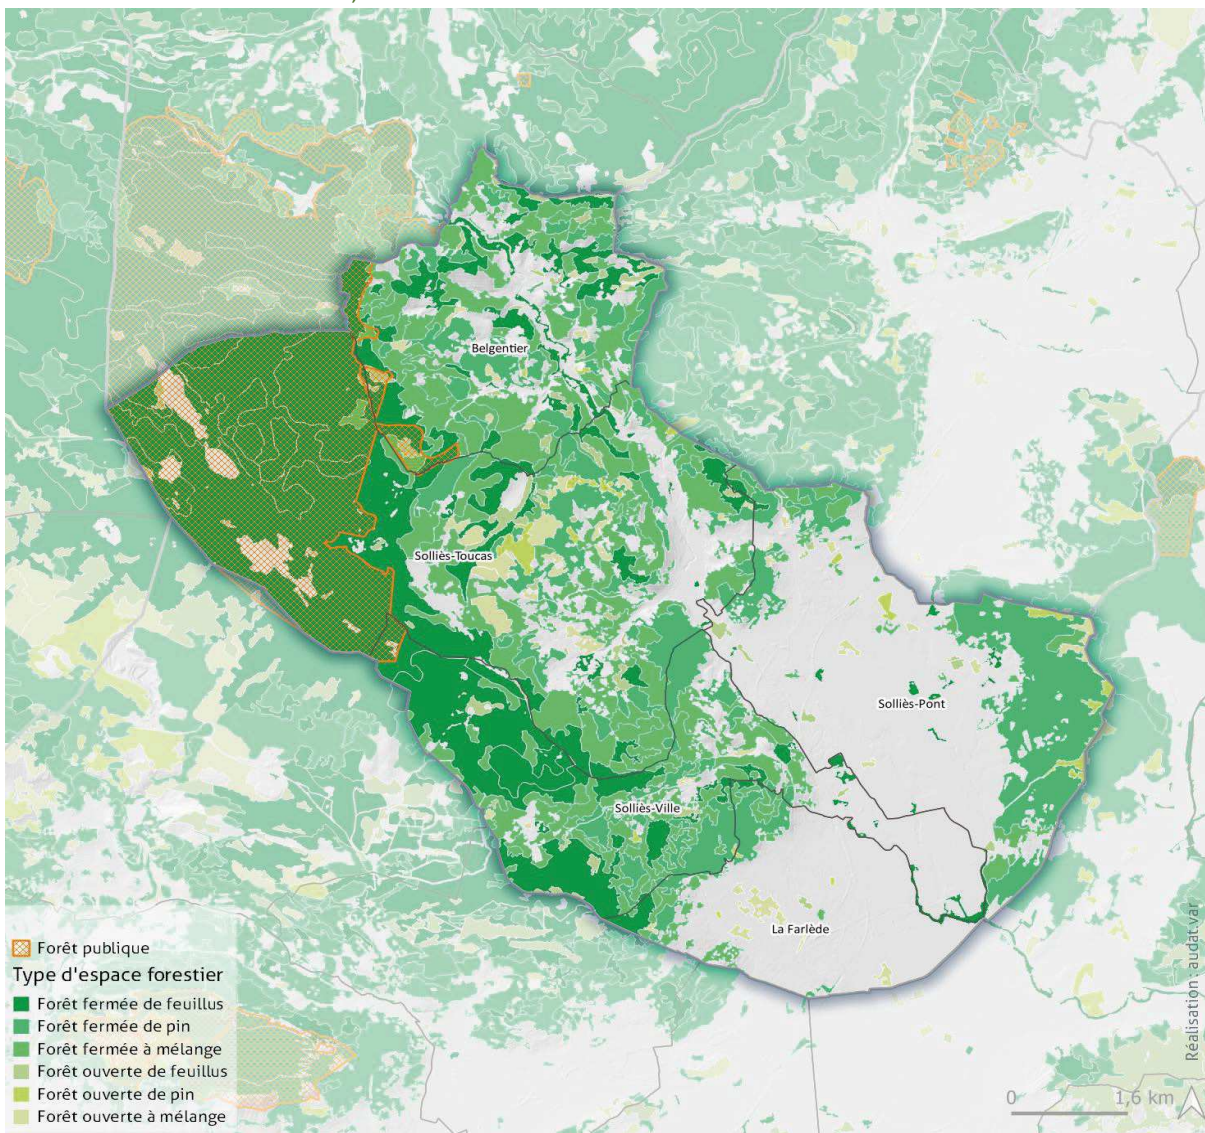 Belgentier
Solliès-Toucas
Solliès-Pont
Solliès-Ville
La Farlède
Forêt publique
Type d'espace forestier
Forêt fermée de feuillus
Forêt fermée de pin
Forêt fermée à mélange
Forêt ouverte de feuillus
Forêt ouverte de pin
Forêt ouverte à mélange
0 1,6 km
Réalisation : audat.var